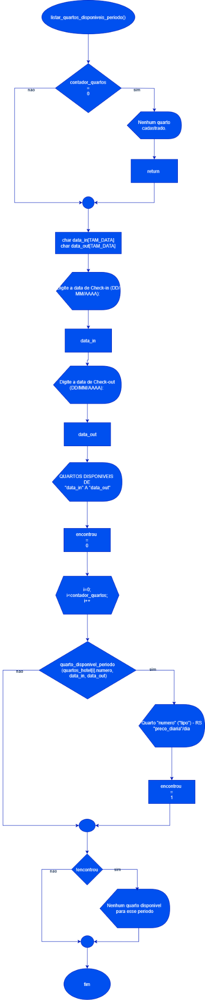 listar_quartos_disponiveis_periodo()
contador_quartos
=
0
não
sim
Nenhum quarto
cadastrado.
return
char data_in[TAM_DATA]
char data_out[TAM_DATA]
Digite a data de Check-in (DD/
MM/AAAA):
data_in
Digite a data de Check-out
(DD/MM/AAAA):
data_out
QUARTOS DISPONIVEIS
DE
"data_in" A "data_out"
encontrou
=
0
i=0;
i<contador_quartos;
i++
quarto_disponivel_periodo
(quartos_hotel[i].numero,
data_in, data_out)
não
sim
Quarto "numero" ("tipo") - RS
"preco_diaria"/dia
encontrou
=
1
!encontrou
não
sim
Nenhum quarto disponivel
para esse periodo
fim